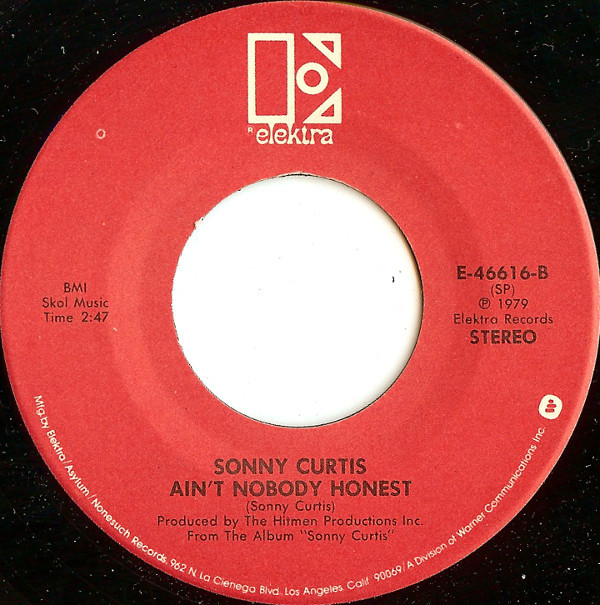 R elektra
BMI
Skol Music
Time 2:47
E-46616-B
(SP)
℗ 1979
Elektra Records
STEREO
SONNY CURTIS
AIN'T NOBODY HONEST
(Sonny Curtis)
Produced by The Hitmen Productions Inc.
From The Album "Sonny Curtis"
Mfg. by Elektra/Asylum/Nonesuch Records, 962 N. La Cienega Blvd. Los Angeles, Calif. 90069/A Division of Warner Communications Inc.